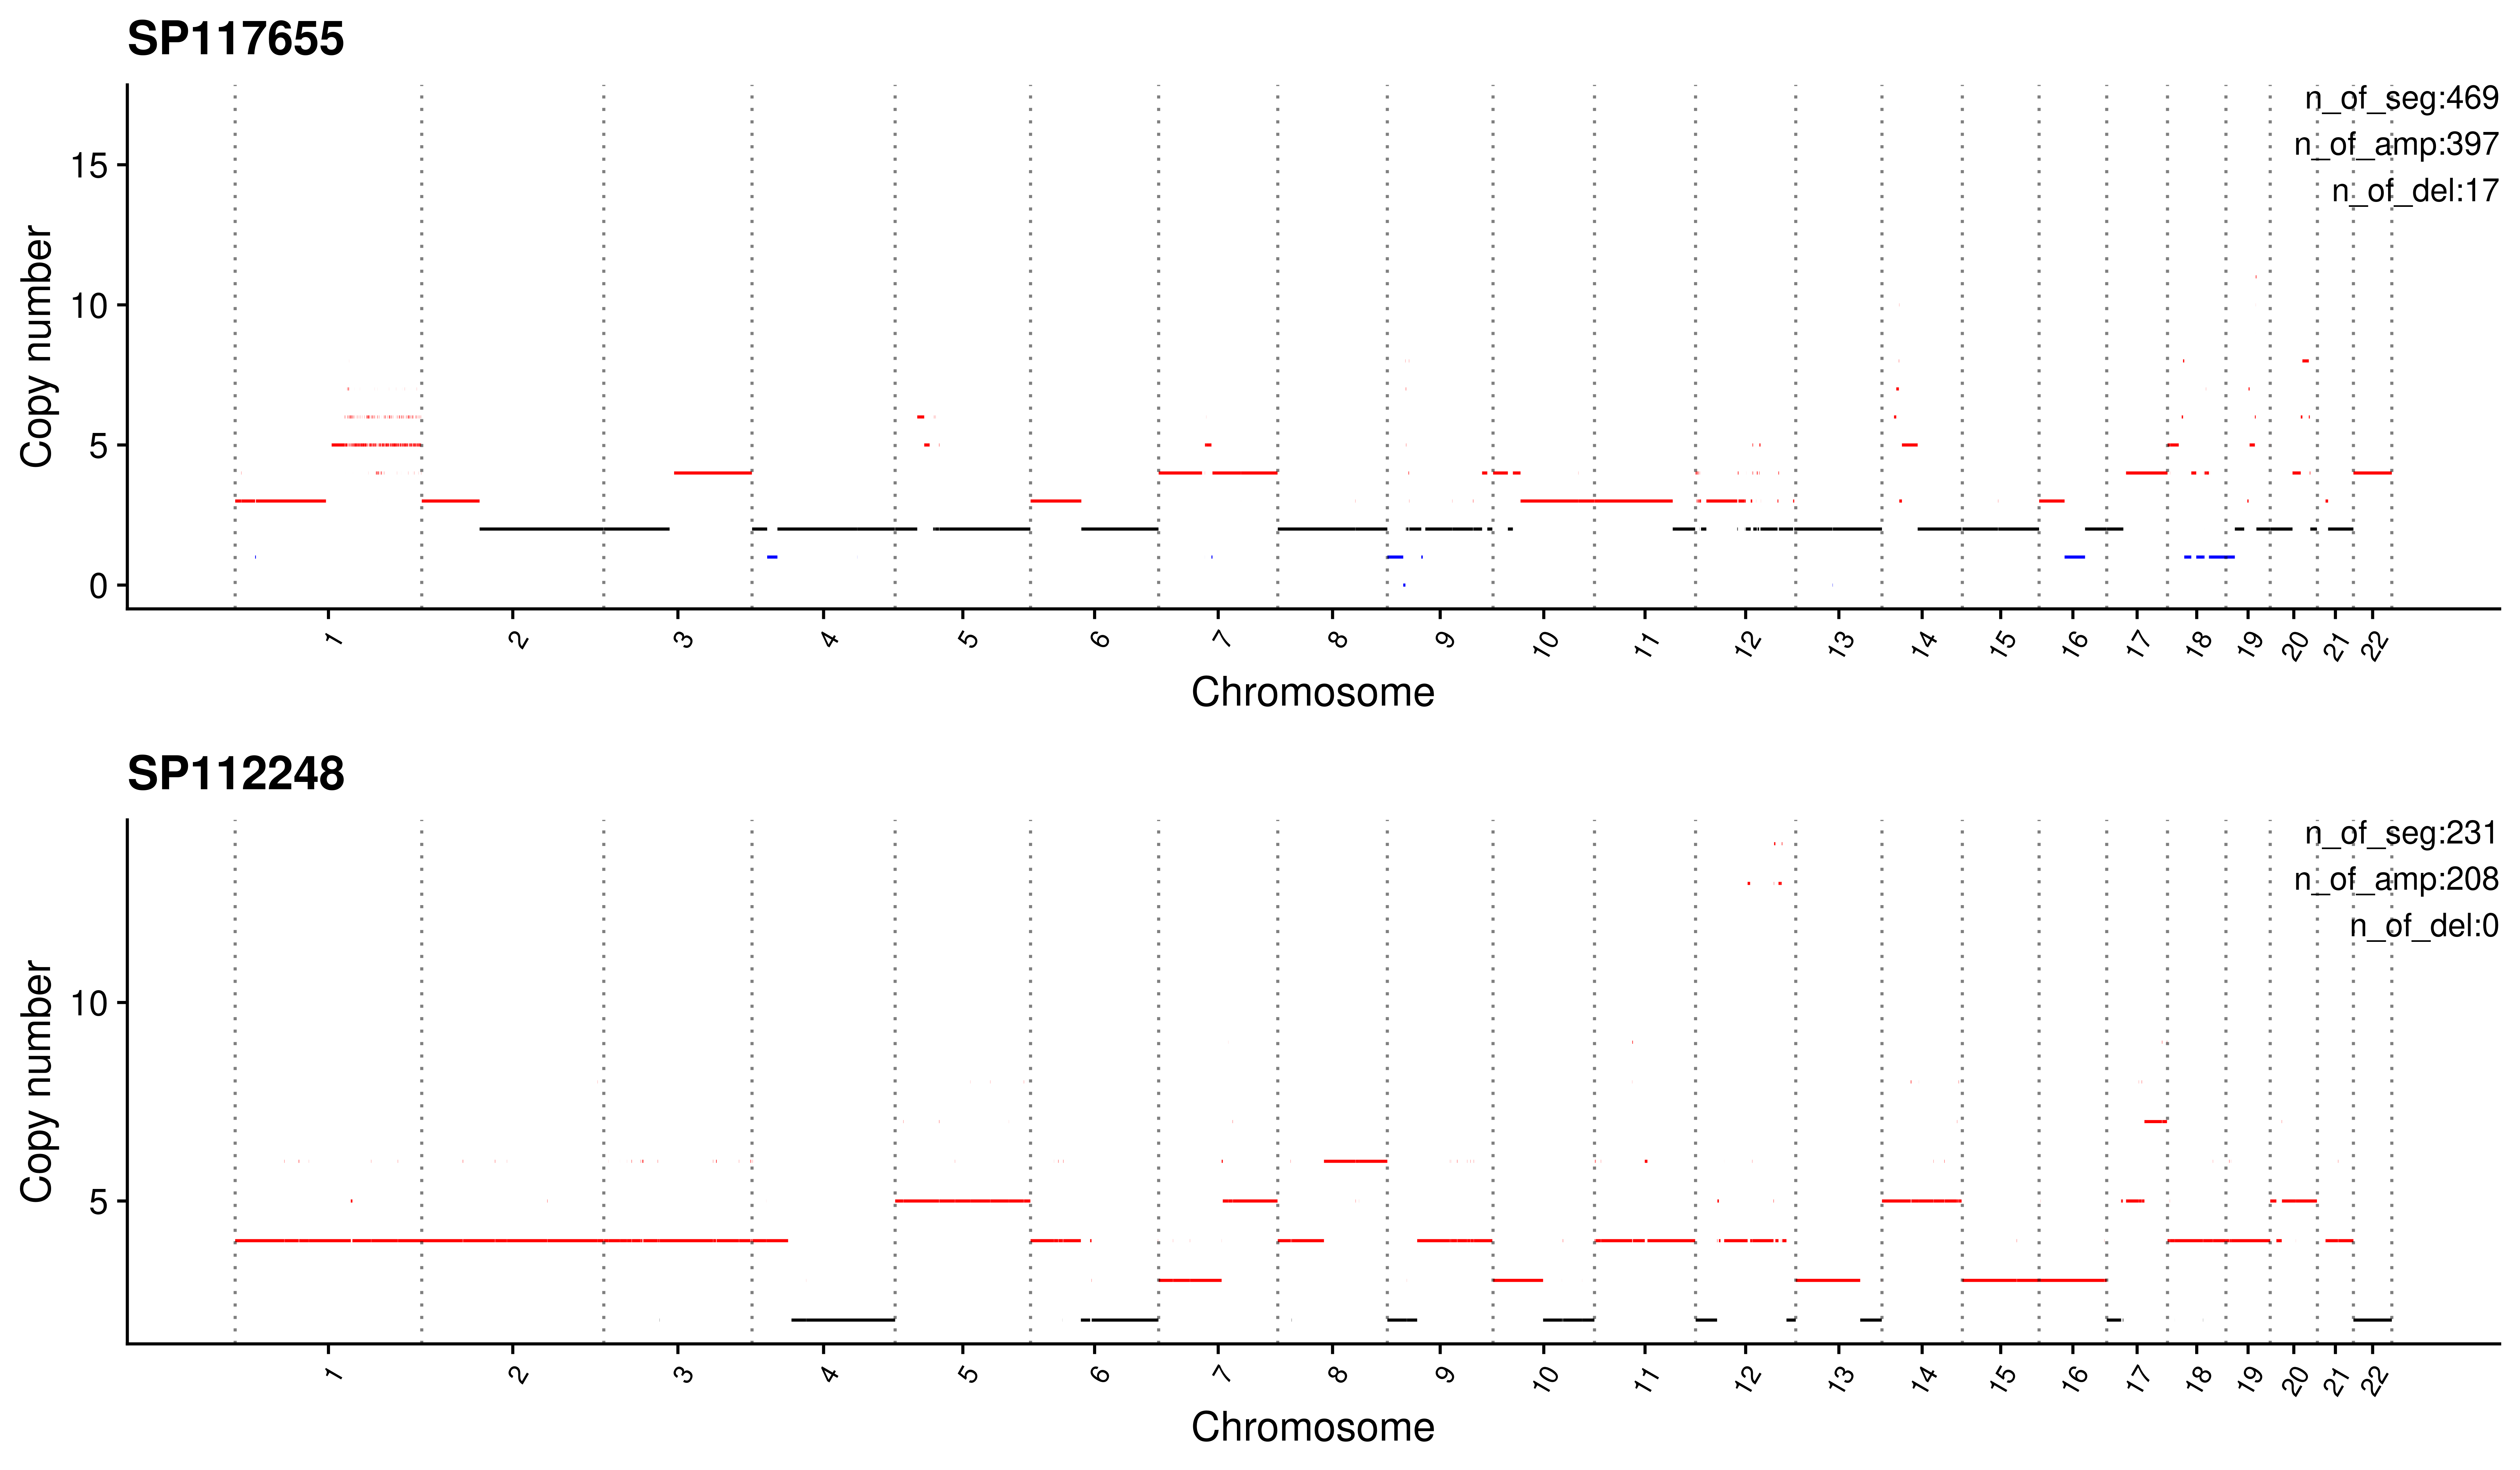 SP117655
n_of_seg:469
n_of_amp:397
n_of_del:17
15
10
5
0
Copy number
1 2 3 4 5 6 7 8 9 10 11 12 13 14 15 16 17 18 19 20 21 22
Chromosome
SP112248
n_of_seg:231
n_of_amp:208
n_of_del:0
10
5
Copy number
1 2 3 4 5 6 7 8 9 10 11 12 13 14 15 16 17 18 19 20 21 22
Chromosome